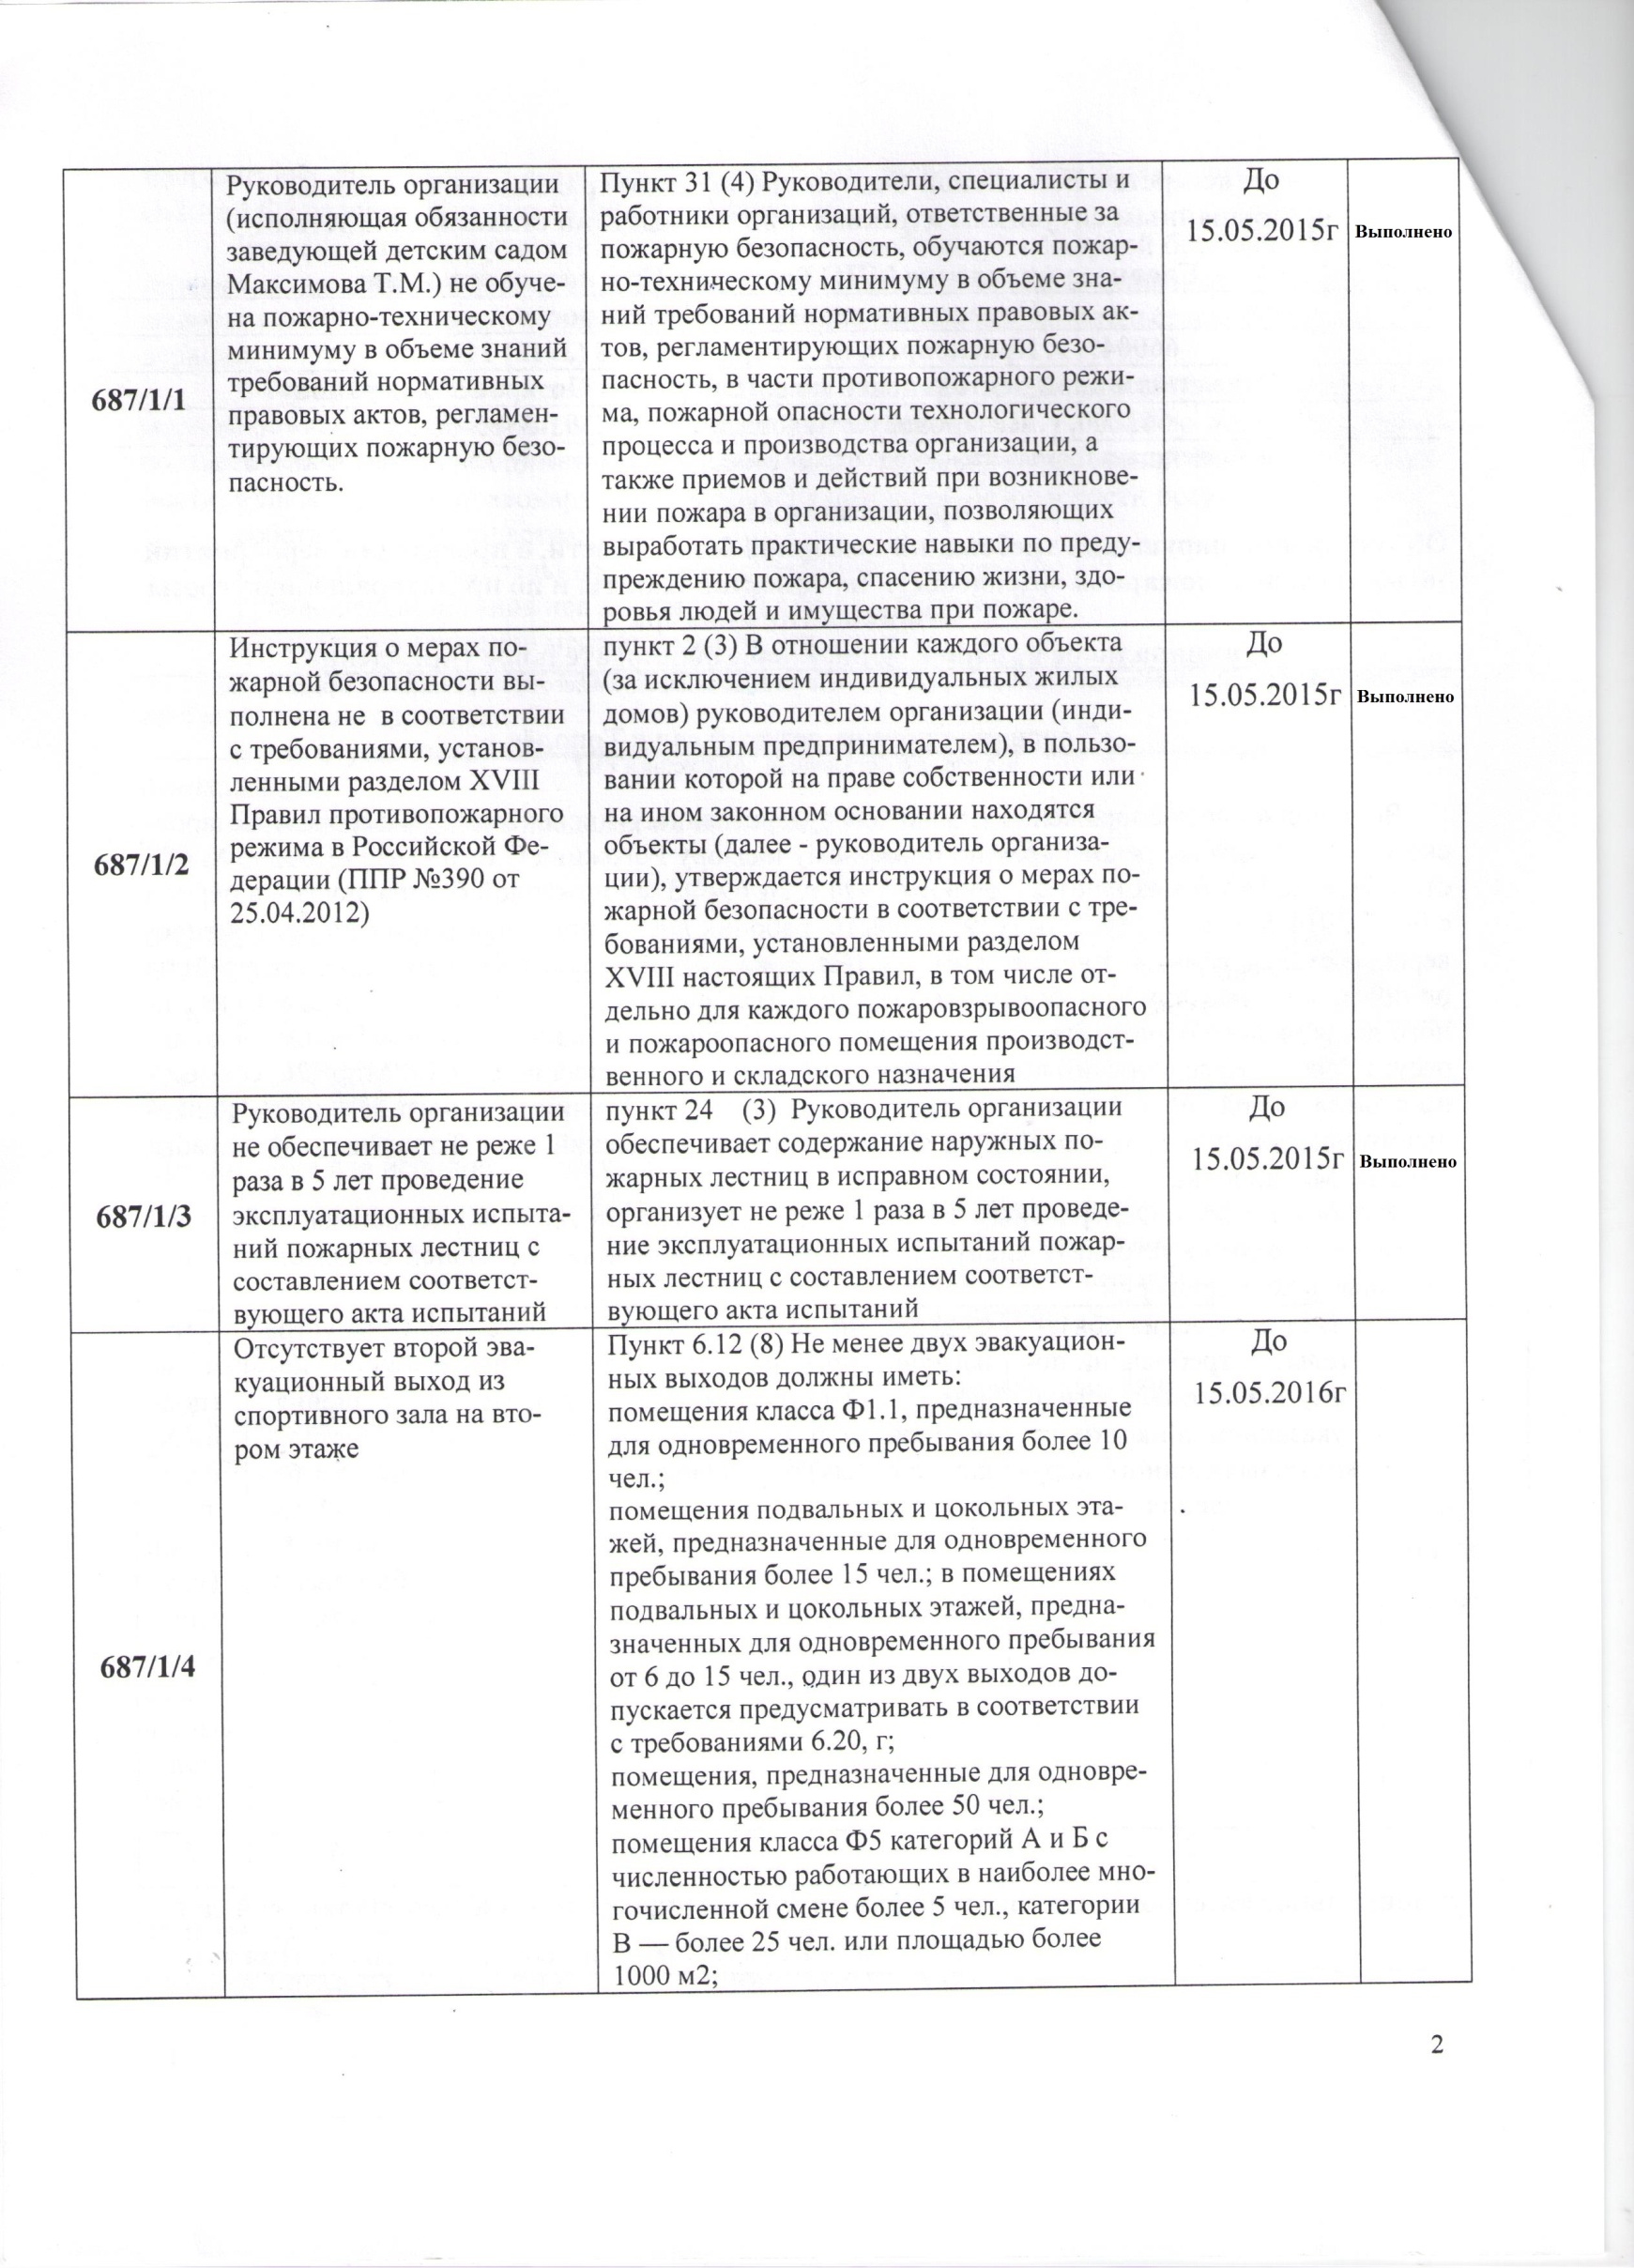 687/1/1
Руководитель организации
(исполняющая обязанности
заведующей детским садом
Максимова Т.М.) не обуче-
на пожарно-техническому
минимуму в объеме знаний
требований нормативных
правовых актов, регламен-
тирующих пожарную безо-
пасность.
Пункт 31 (4) Руководители, специалисты и
работники организаций, ответственные за
пожарную безопасность, обучаются пожар-
но-техническому минимуму в объеме зна-
ний требований нормативных правовых ак-
тов, регламентирующих пожарную безо-
пасность, в части противопожарного режи-
ма, пожарной опасности технологического
процесса и производства организации, а
также приемов и действий при возникнове-
нии пожара в организации, позволяющих
выработать практические навыки по преду-
преждению пожара, спасению жизни, здо-
ровья людей и имущества при пожаре.
До
15.05.2015г
Выполнено
687/1/2
Инструкция о мерах по-
жарной безопасности вы-
полнена не в соответствии
с требованиями, установ-
ленными разделом XVIII
Правил противопожарного
режима в Российской Фе-
дерации (ППР №390 от
25.04.2012)
пункт 2 (3) В отношении каждого объекта
(за исключением индивидуальных жилых
домов) руководителем организации (инди-
видуальным предпринимателем), в пользо-
вании которой на праве собственности или
на ином законном основании находятся
объекты (далее - руководитель организа-
ции), утверждается инструкция о мерах по-
жарной безопасности в соответствии с тре-
бованиями, установленными разделом
XVIII настоящих Правил, в том числе от-
дельно для каждого пожаровзрывоопасного
и пожароопасного помещения производст-
венного и складского назначения
До
15.05.2015г
Выполнено
687/1/3
Руководитель организации
не обеспечивает не реже 1
раза в 5 лет проведение
эксплуатационных испыта-
ний пожарных лестниц с
составлением соответст-
вующего акта испытаний
пункт 24 (3) Руководитель организации
обеспечивает содержание наружных по-
жарных лестниц в исправном состоянии,
организует не реже 1 раза в 5 лет проведе-
ние эксплуатационных испытаний пожар-
ных лестниц с составлением соответст-
вующего акта испытаний
До
15.05.2015г
Выполнено
687/1/4
Отсутствует второй эва-
куационный выход из
спортивного зала на вто-
ром этаже
Пункт 6.12 (8) Не менее двух эвакуацион-
ных выходов должны иметь:
помещения класса Ф1.1, предназначенные
для одновременного пребывания более 10
чел.;
помещения подвальных и цокольных эта-
жей, предназначенные для одновременного
пребывания более 15 чел.; в помещениях
подвальных и цокольных этажей, предна-
значенных для одновременного пребывания
от 6 до 15 чел., один из двух выходов до-
пускается предусматривать в соответствии
с требованиями 6.20, г;
помещения, предназначенные для одновре-
менного пребывания более 50 чел.;
помещения класса Ф5 категорий А и Б с
численностью работающих в наиболее мно-
гочисленной смене более 5 чел., категории
В — более 25 чел. или площадью более
1000 м2;
До
15.05.2016г
2